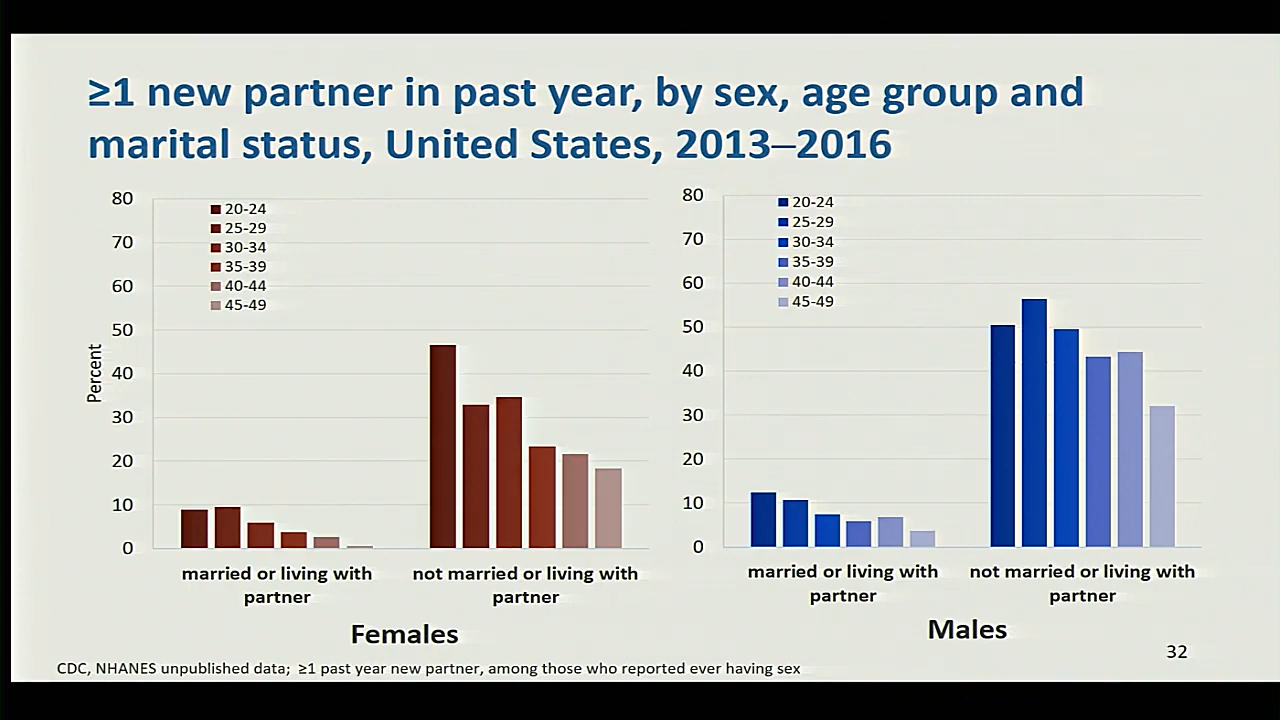 ≥1 new partner in past year, by sex, age group and
marital status, United States, 2013–2016
80
70
60
50
40
30
20
10
0
Percent
20-24
25-29
30-34
35-39
40-44
45-49
married or living with
partner
not married or living with
partner
Females
80
70
60
50
40
30
20
10
0
20-24
25-29
30-34
35-39
40-44
45-49
married or living with
partner
not married or living with
partner
Males
32
CDC, NHANES unpublished data; ≥1 past year new partner, among those who reported ever having sex